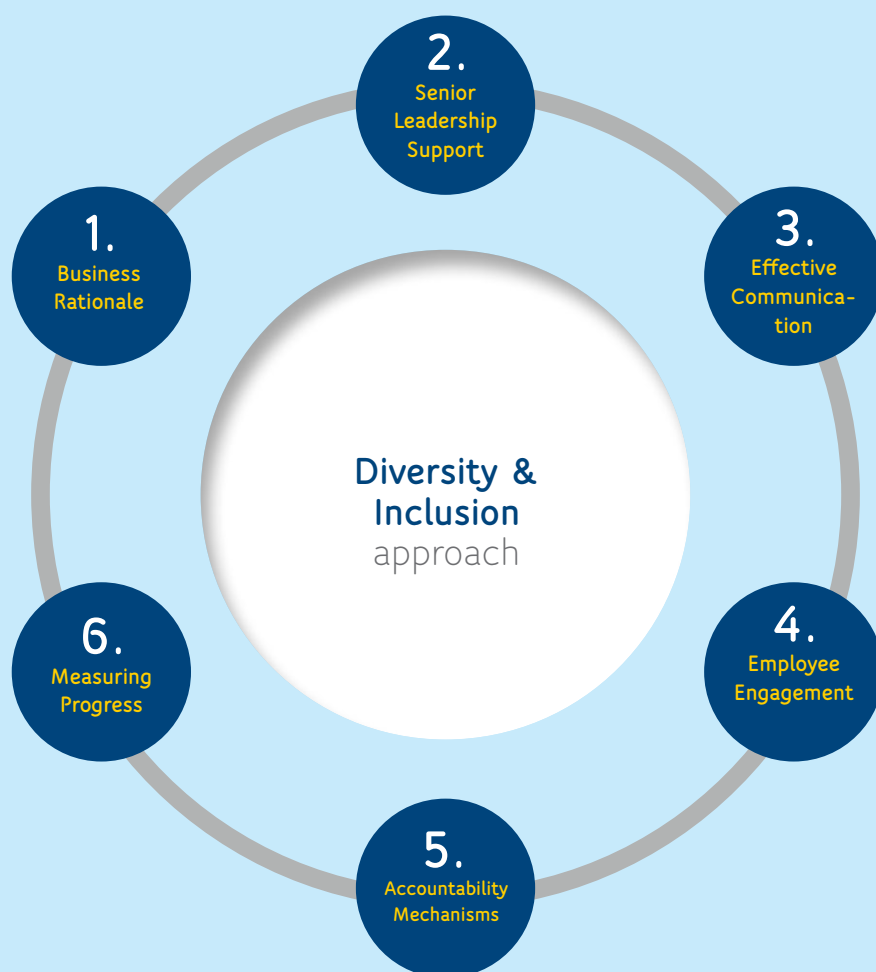 1.
Business
Rationale
2.
Senior
Leadership
Support
3.
Effective
Communica-
tion
4.
Employee
Engagement
5.
Accountability
Mechanisms
6.
Measuring
Progress
Diversity &
Inclusion
approach